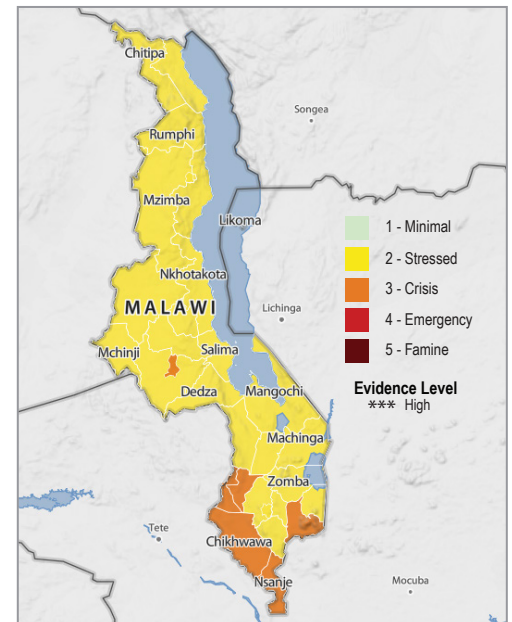 Chitipa
Songea
Rumphi
Mzimba
Likoma
1 - Minimal
2 - Stressed
Nkhotakota
3 - Crisis
MALAWI
Lichinga
4 - Emergency
Mchinji
Salima
5 - Famine
Dedza
Mangochi
Evidence Level
*** High
Machinga
Zomba
Tete
Chikhwawa
Nsanje
Mocuba